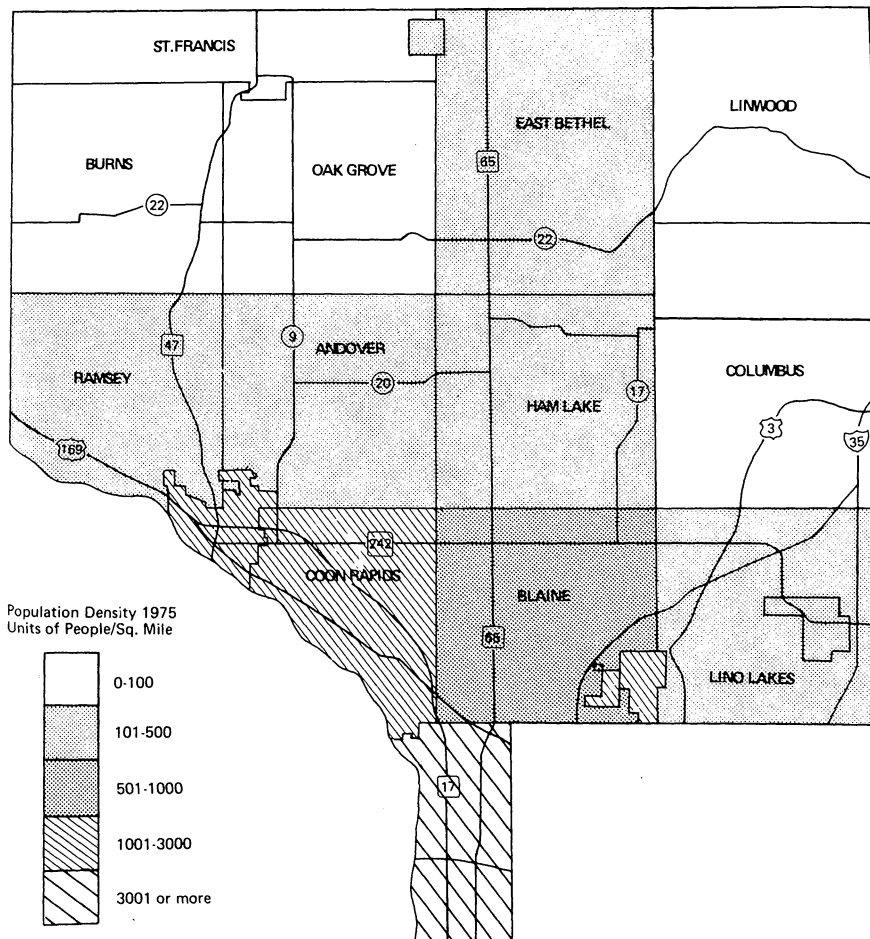 ST. FRANCIS
LINWOOD
EAST BETHEL
65
BURNS
OAK GROVE
22
22
47
9
ANDOVER
RAMSEY
20
COLUMBUS
HAM LAKE
17
3
35
169
242
COON RAPIDS
BLAINE
Population Density 1975
Units of People/Sq. Mile
65
LINO LAKES
0-100
101-500
501-1000
17
1001-3000
3001 or more